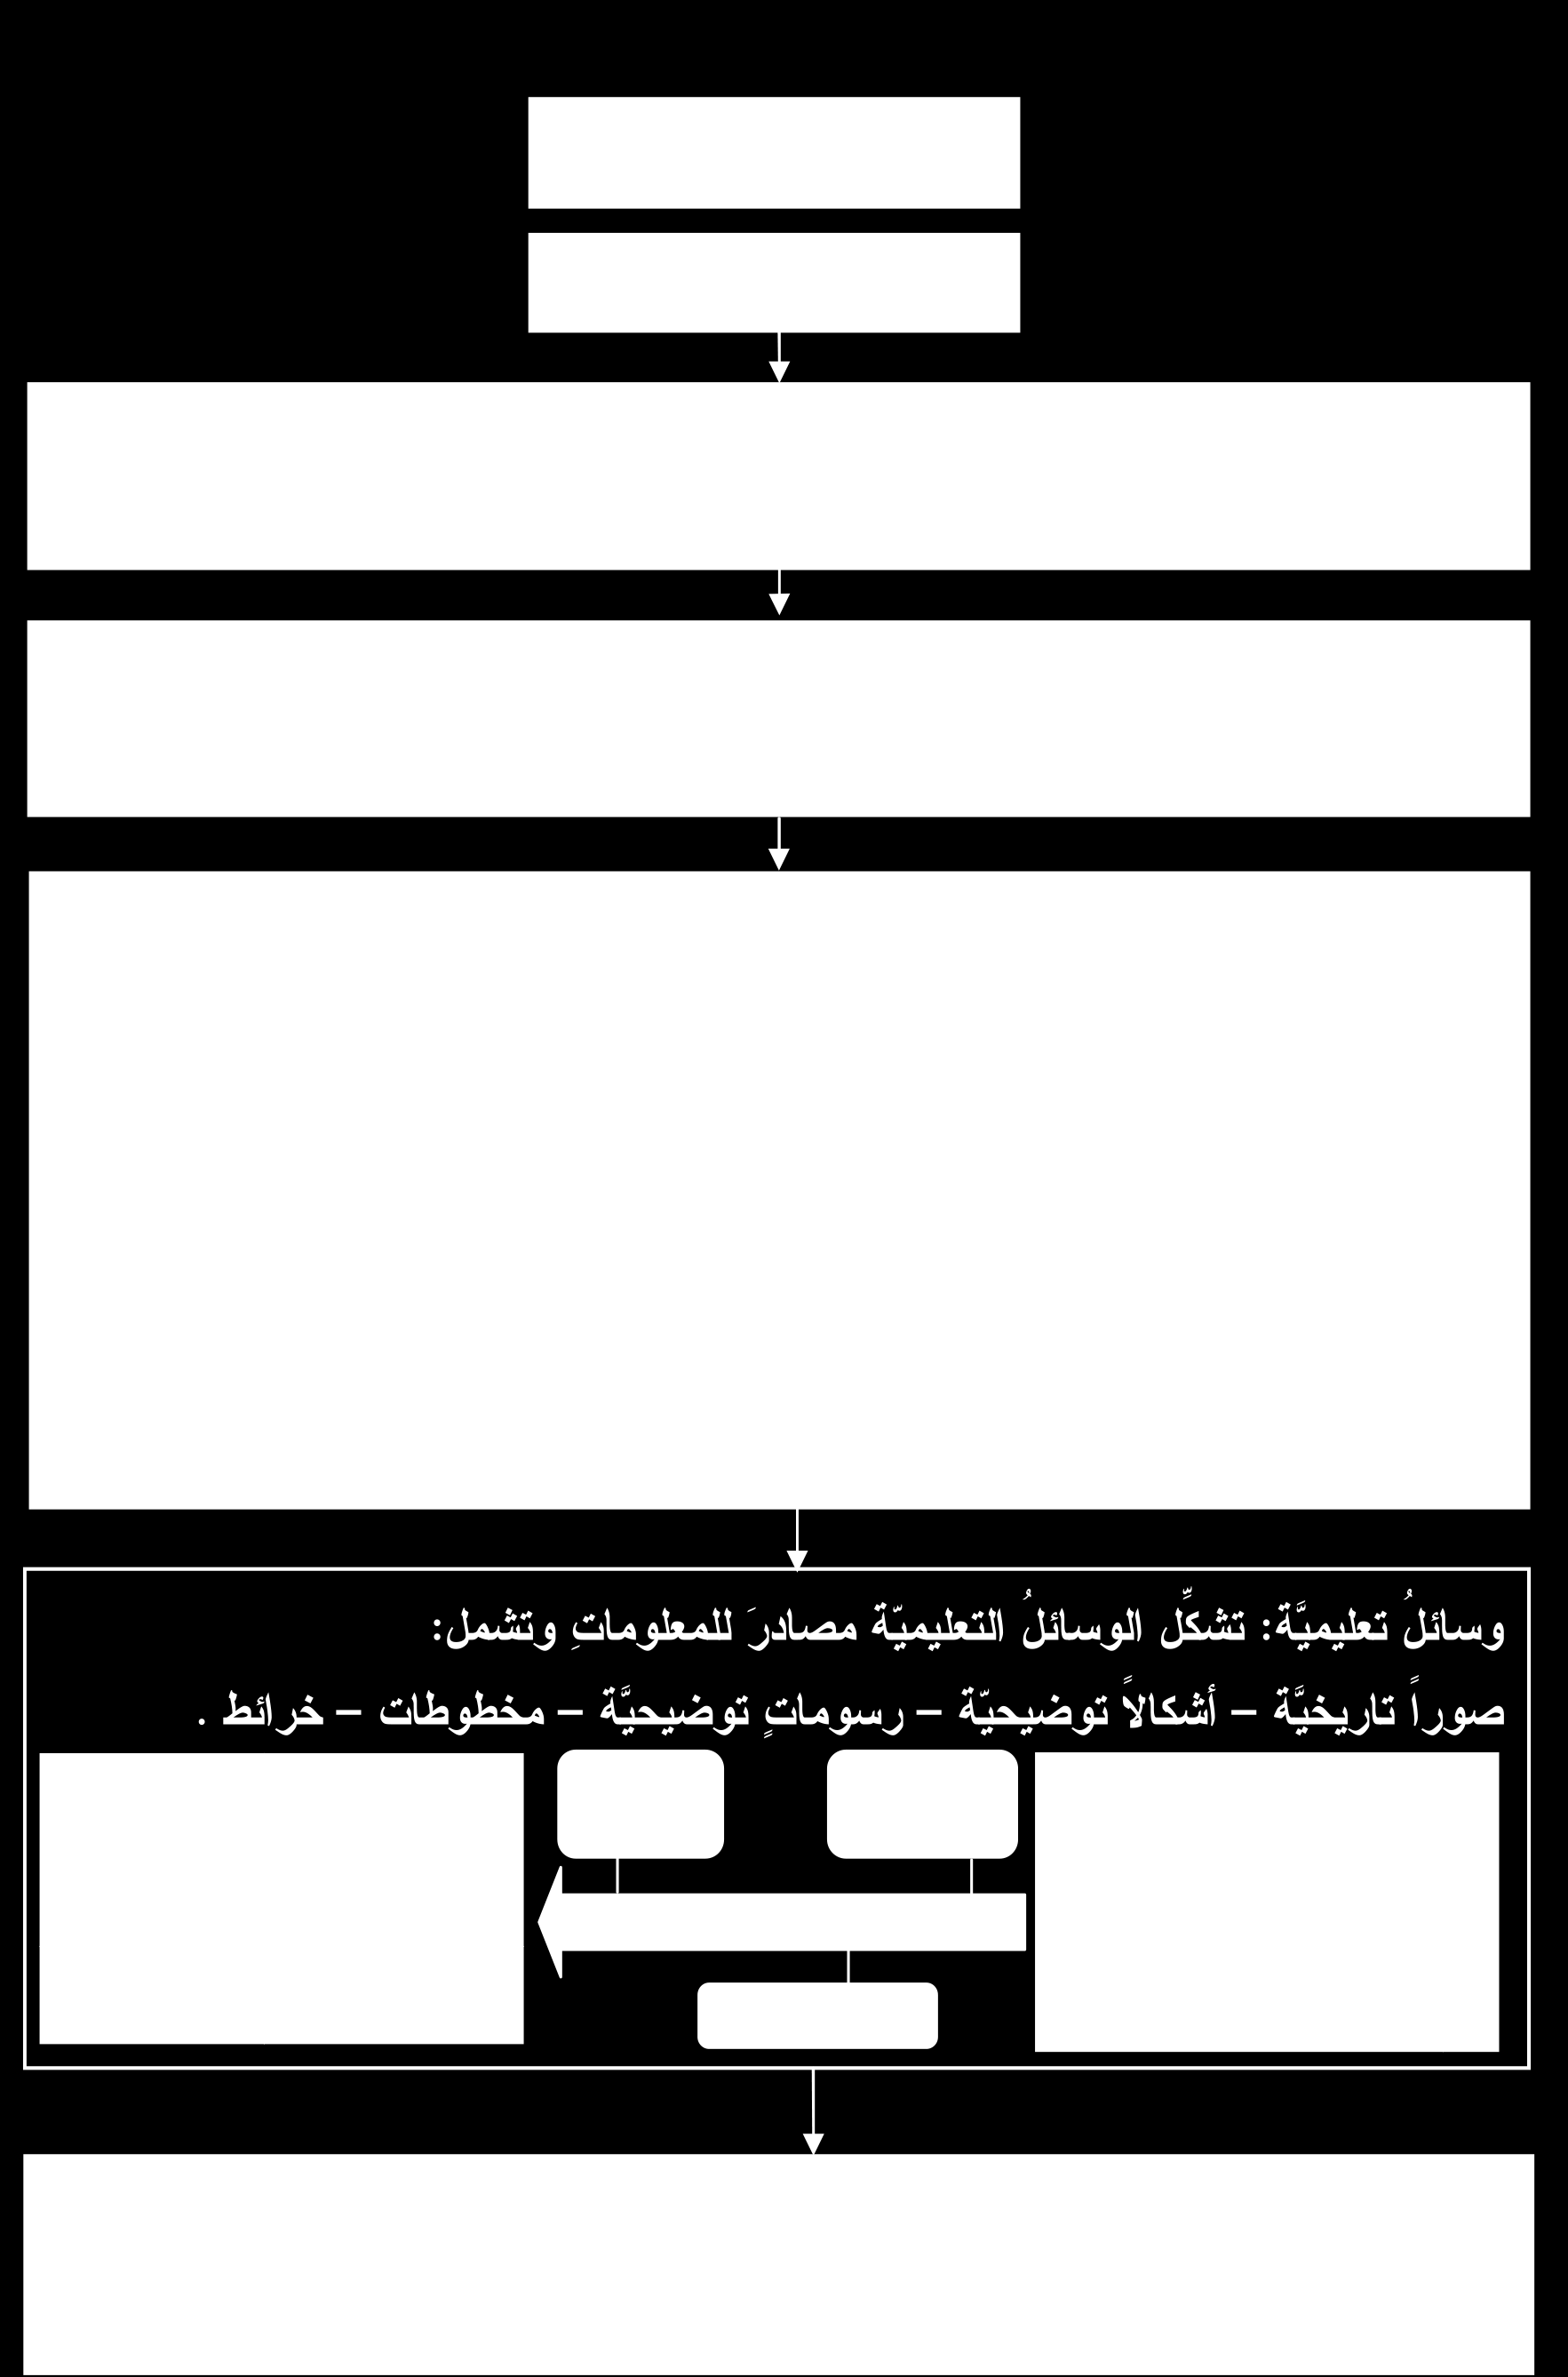 وسائلُ تعليميّة: تشكِّل الوسائلُ التعليميّة مصادرَ للمعلوماتِ وتشمل:
صوراً تاريخيَّة – أشكالاً توضيحيّة – رسوماتٍ توضيحيَّة – مخطوطات – خرائط .